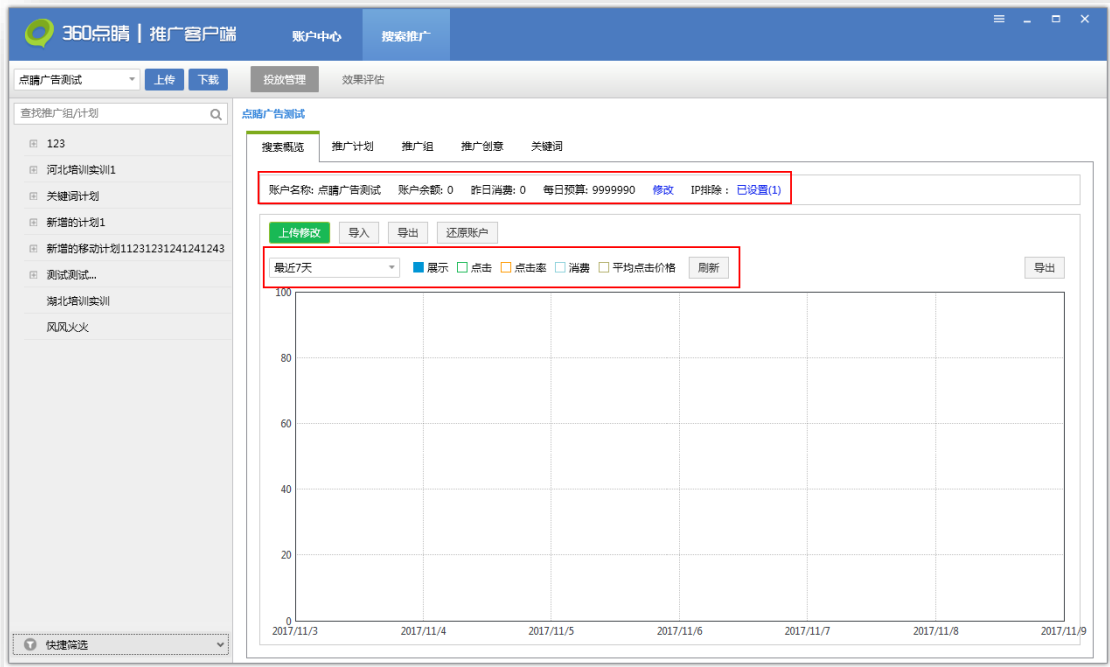 360点睛 | 推广客户端 账户中心 搜索推广
点睛广告测试 上传 下载 投放管理 效果评估
查找推广组/计划
123
河北培训实训1
关键词计划
新增的计划1
新增的移动计划11231231241241243
测试测试...
湖北培训实训
风风火火
快捷筛选
点睛广告测试
搜索概览 推广计划 推广组 推广创意 关键词
账户名称: 点睛广告测试 账户余额: 0 昨日消费: 0 每日预算: 9999990 修改 IP排除： 已设置(1)
上传修改 导入 导出 还原账户
最近7天 展示 点击 点击率 消费 平均点击价格 刷新 导出
100
80
60
40
20
0
2017/11/3 2017/11/4 2017/11/5 2017/11/6 2017/11/7 2017/11/8 2017/11/9